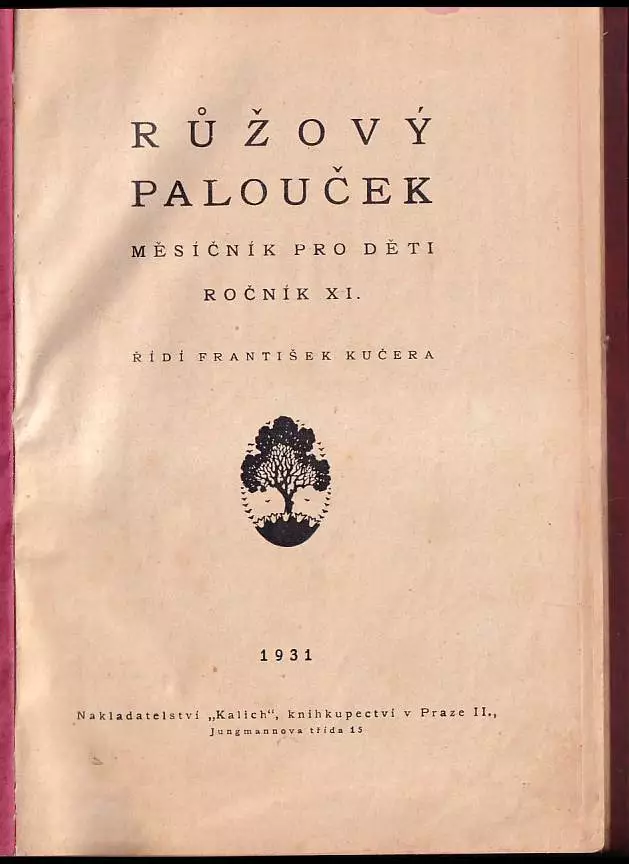 RŮŽOVÝ
PALOUČEK
MĚSÍČNÍK PRO DĚTI
ROČNÍK XI.
ŘÍDÍ FRANTIŠEK KUČERA
1931
Nakladatelství „Kalich“, knihkupectví v Praze II.,
Jungmannova třída 15